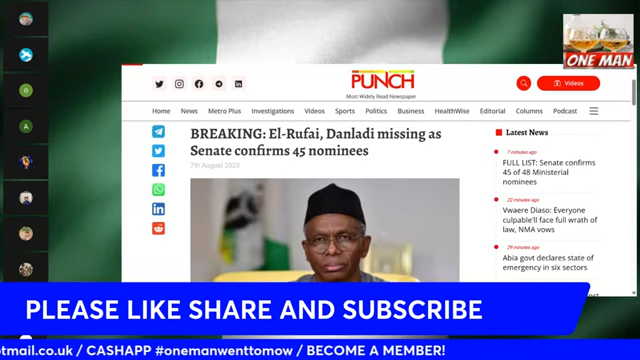 ONE MAN
PUNCH
Most Widely Read Newspaper
Videos
Home News Metro Plus Investigations Videos Sports Politics Business HealthWise Editorial Columns Podcast
BREAKING: El-Rufai, Danladi missing as
Senate confirms 45 nominees
7th August 2023
Latest News
7 minutes ago
FULL LIST: Senate confirms
45 of 48 Ministerial
nominees
22 minutes ago
Vwaere Diaso: Everyone
culpable'll face full wrath of
law, NMA vows
29 minutes ago
Abia govt declares state of
emergency in six sectors
PLEASE LIKE SHARE AND SUBSCRIBE
otmail.co.uk / CASHAPP #onemanwenttomow / BECOME A MEMBER!
G
A